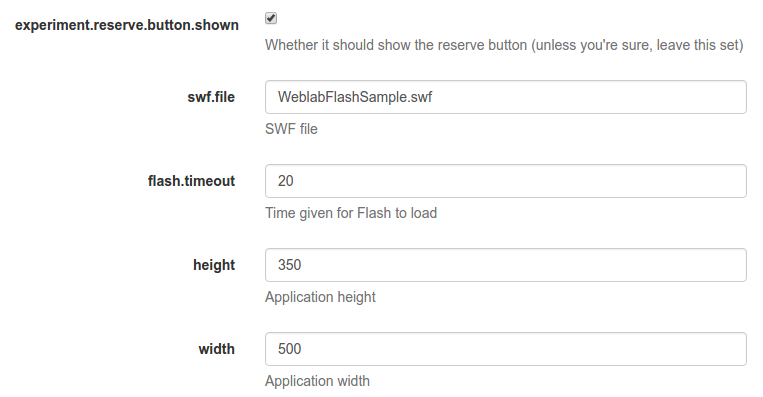 experiment.reserve.button.shown
Whether it should show the reserve button (unless you're sure, leave this set)
swf.file
WeblabFlashSample.swf
SWF file
flash.timeout
20
Time given for Flash to load
height
350
Application height
width
500
Application width